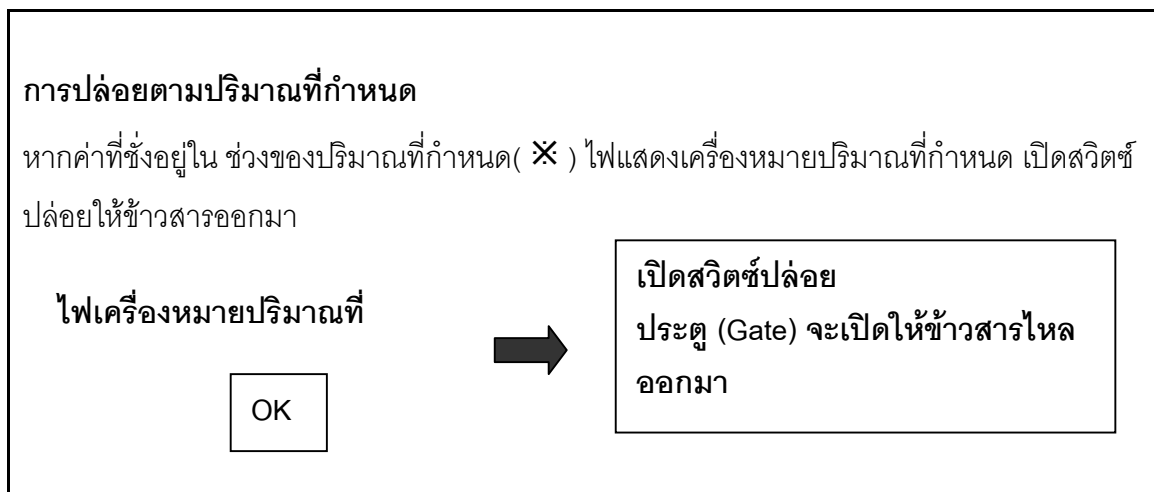 การปล่อยตามปริมาณที่กำหนด
หากค่าที่ชั่งอยู่ใน ช่วงของปริมาณที่กำหนด( ※ ) ไฟแสดงเครื่องหมายปริมาณที่กำหนด เปิดสวิตซ์
ปล่อยให้ข้าวสารออกมา
ไฟเครื่องหมายปริมาณที่
OK
เปิดสวิตซ์ปล่อย
ประตู (Gate) จะเปิดให้ข้าวสารไหล
ออกมา